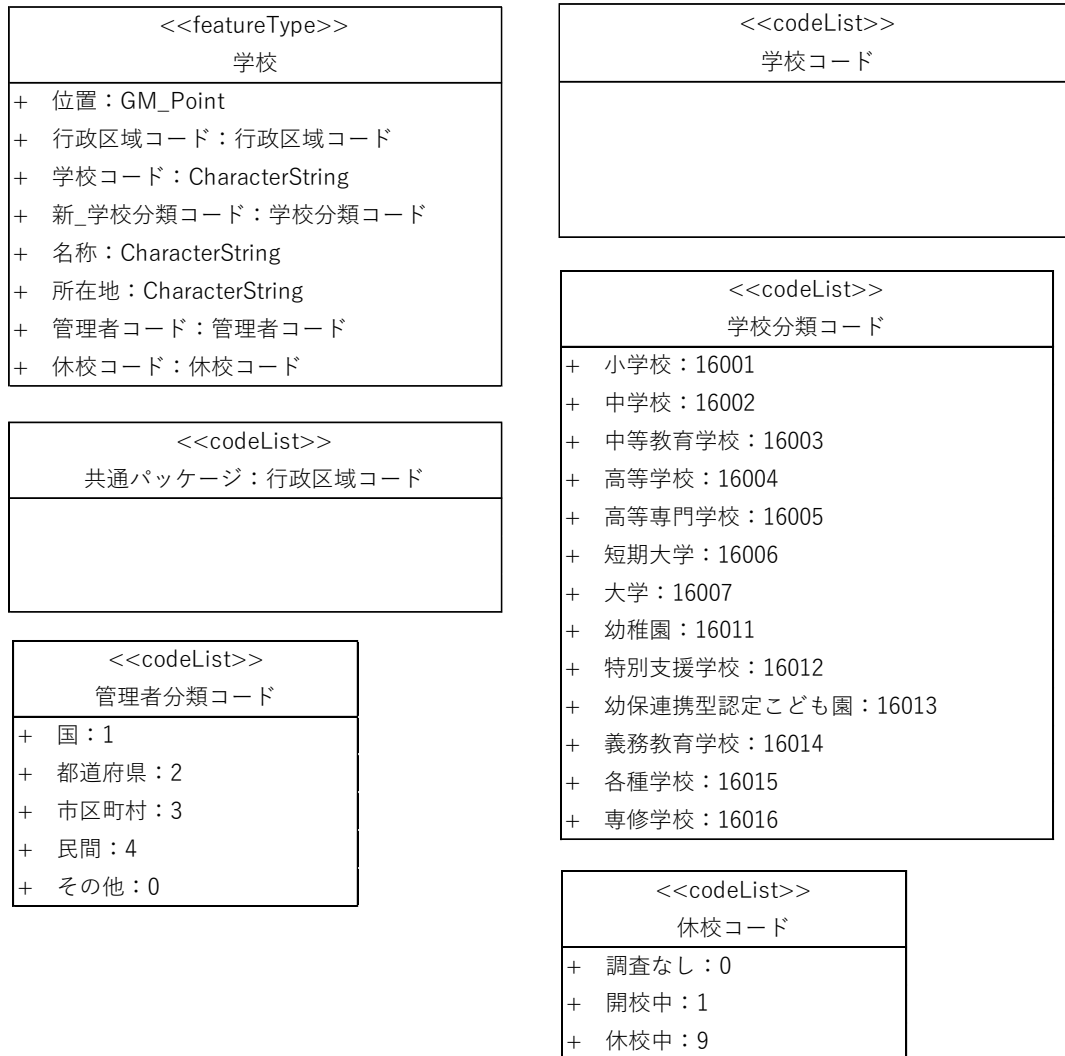 <<featureType>>
学校
+ 位置：GM_Point
+ 行政区域コード：行政区域コード
+ 学校コード：CharacterString
+ 新_学校分類コード：学校分類コード
+ 名称：CharacterString
+ 所在地：CharacterString
+ 管理者コード：管理者コード
+ 休校コード：休校コード
<<codeList>>
共通パッケージ：行政区域コード
<<codeList>>
管理者分類コード
+ 国：1
+ 都道府県：2
+ 市区町村：3
+ 民間：4
+ その他：0
<<codeList>>
学校コード
<<codeList>>
学校分類コード
+ 小学校：16001
+ 中学校：16002
+ 中等教育学校：16003
+ 高等学校：16004
+ 高等専門学校：16005
+ 短期大学：16006
+ 大学：16007
+ 幼稚園：16011
+ 特別支援学校：16012
+ 幼保連携型認定こども園：16013
+ 義務教育学校：16014
+ 各種学校：16015
+ 専修学校：16016
<<codeList>>
休校コード
+ 調査なし：0
+ 開校中：1
+ 休校中：9